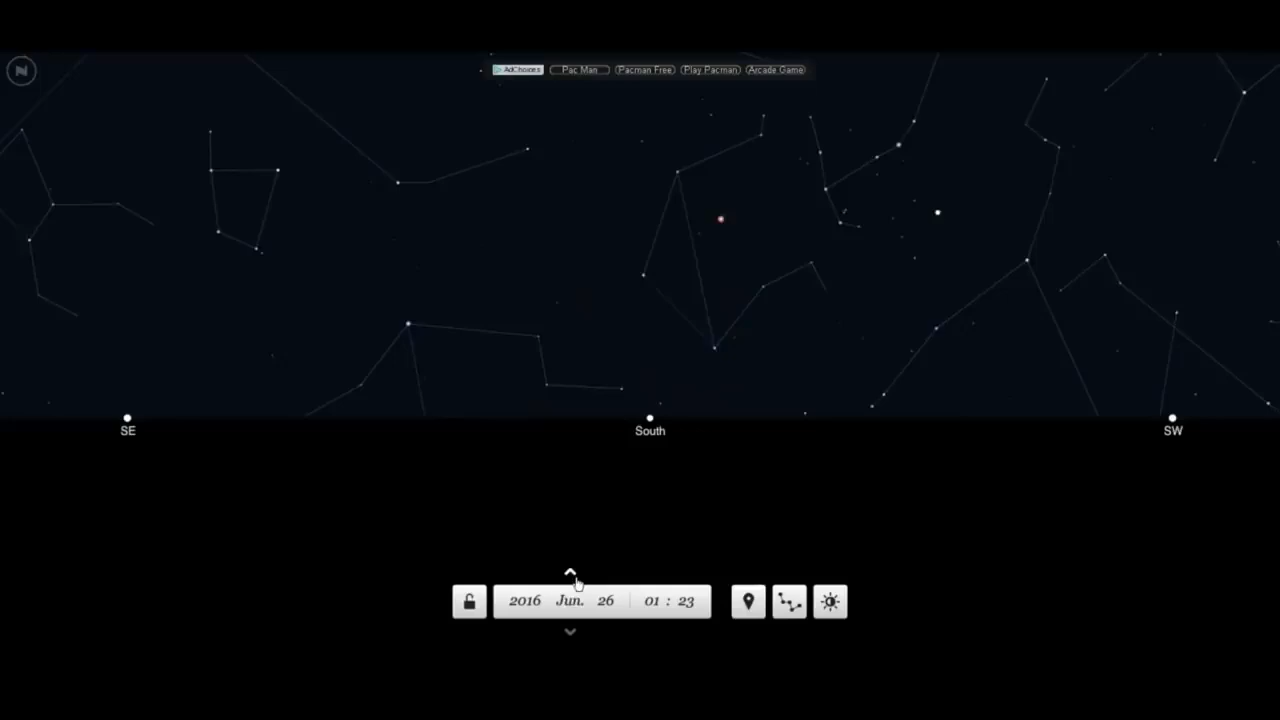 AdChoices Pac Man Pacman Free Play Pacman Arcade Game
SE South SW
2016 Jun. 26 01 : 23